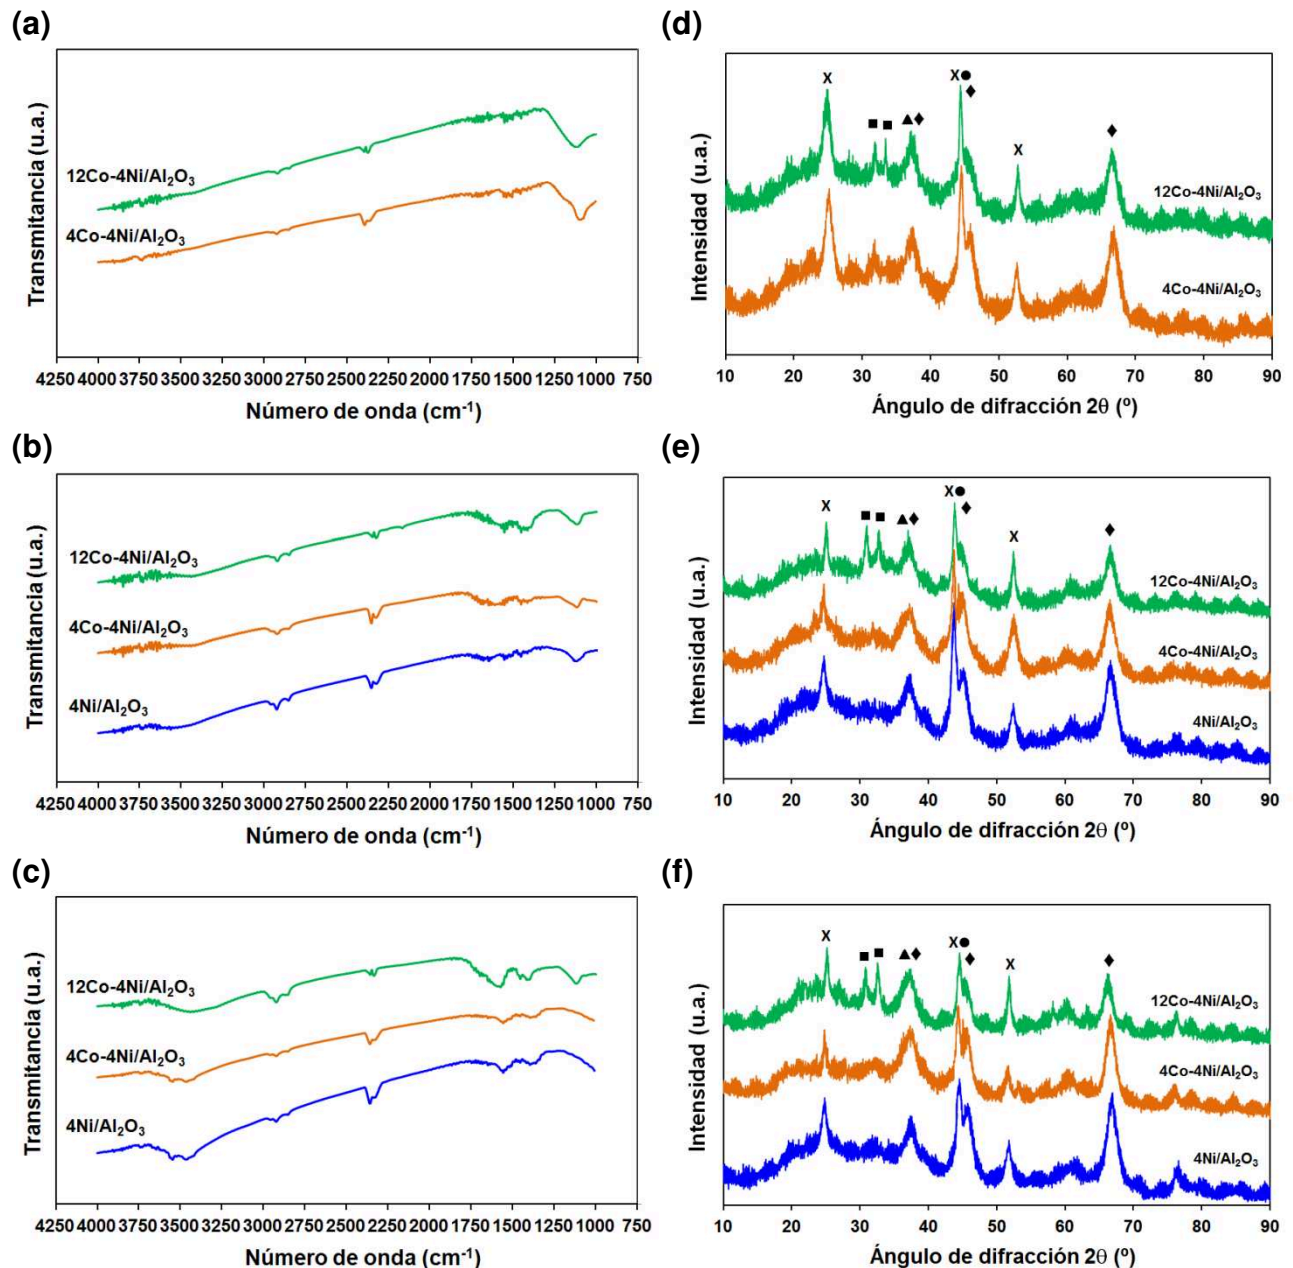 (a)
Transmitancia (u.a.)
12Co-4Ni/Al₂O₃
4Co-4Ni/Al₂O₃
4250 4000 3750 3500 3250 3000 2750 2500 2250 2000 1750 1500 1250 1000 750
Número de onda (cm⁻¹)
(d)
Intensidad (u.a.)
X ■ ■ ▲♦ X● ♦ X ♦
12Co-4Ni/Al₂O₃
4Co-4Ni/Al₂O₃
10 20 30 40 50 60 70 80 90
Ángulo de difracción 2θ (º)
(b)
Transmitancia (u.a.)
12Co-4Ni/Al₂O₃
4Co-4Ni/Al₂O₃
4Ni/Al₂O₃
4250 4000 3750 3500 3250 3000 2750 2500 2250 2000 1750 1500 1250 1000 750
Número de onda (cm⁻¹)
(e)
Intensidad (u.a.)
X ■ ■ ▲♦ X● ♦ X ♦
12Co-4Ni/Al₂O₃
4Co-4Ni/Al₂O₃
4Ni/Al₂O₃
10 20 30 40 50 60 70 80 90
Ángulo de difracción 2θ (º)
(c)
Transmitancia (u.a.)
12Co-4Ni/Al₂O₃
4Co-4Ni/Al₂O₃
4Ni/Al₂O₃
4250 4000 3750 3500 3250 3000 2750 2500 2250 2000 1750 1500 1250 1000 750
Número de onda (cm⁻¹)
(f)
Intensidad (u.a.)
X ■ ■ ▲♦ X● ♦ X ♦
12Co-4Ni/Al₂O₃
4Co-4Ni/Al₂O₃
4Ni/Al₂O₃
10 20 30 40 50 60 70 80 90
Ángulo de difracción 2θ (º)